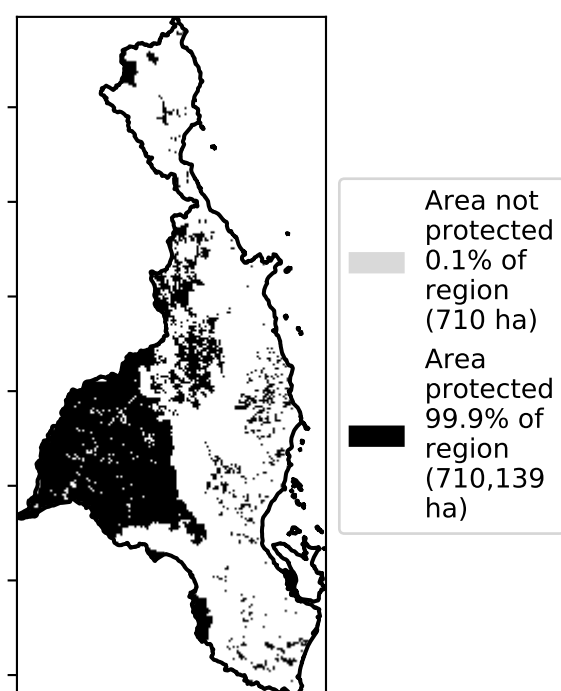 Area not
protected
0.1% of
region
(710 ha)
Area
protected
99.9% of
region
(710,139
ha)